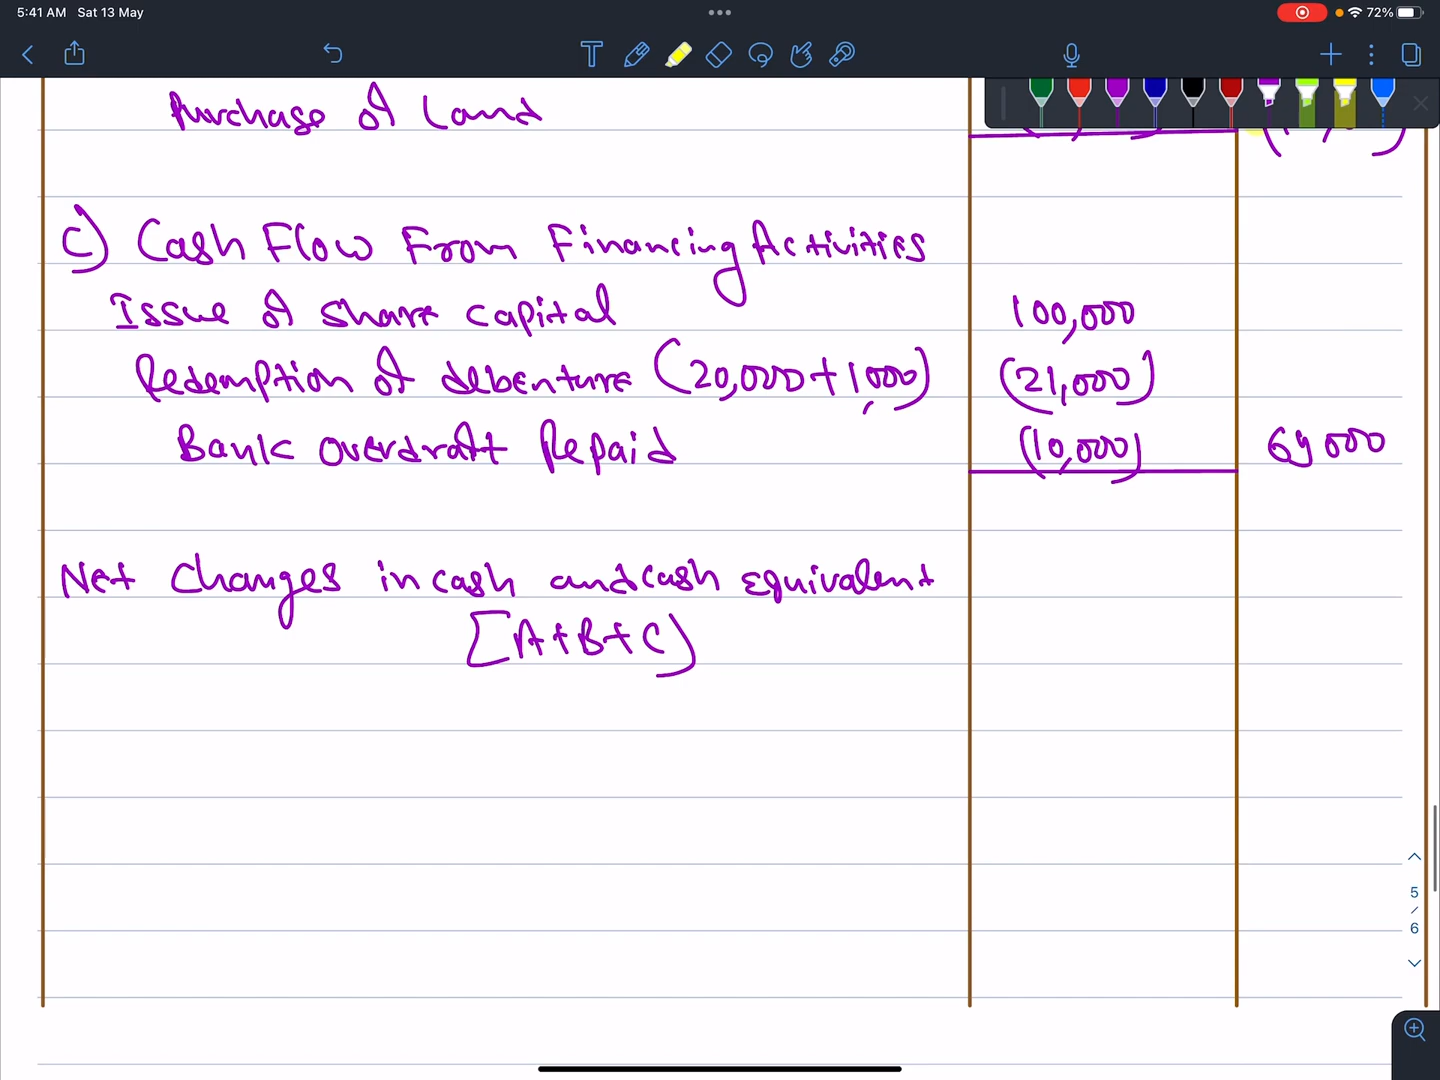 5:41 AM Sat 13 May
72%
Purchase of Land
C) Cash Flow From Financing Activities
Issue of share capital 100,000
Redemption of debenture (20,000+1,000) (21,000)
Bank overdraft Repaid (10,000) 69,000
Net changes in cash and cash equivalent
[A+B+C)
5
/
6